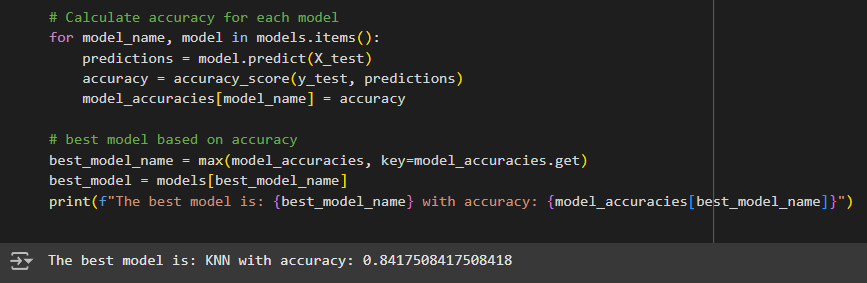 # Calculate accuracy for each model
for model_name, model in models.items():
    predictions = model.predict(X_test)
    accuracy = accuracy_score(y_test, predictions)
    model_accuracies[model_name] = accuracy

# best model based on accuracy
best_model_name = max(model_accuracies, key=model_accuracies.get)
best_model = models[best_model_name]
print(f"The best model is: {best_model_name} with accuracy: {model_accuracies[best_model_name]}")
The best model is: KNN with accuracy: 0.8417508417508418